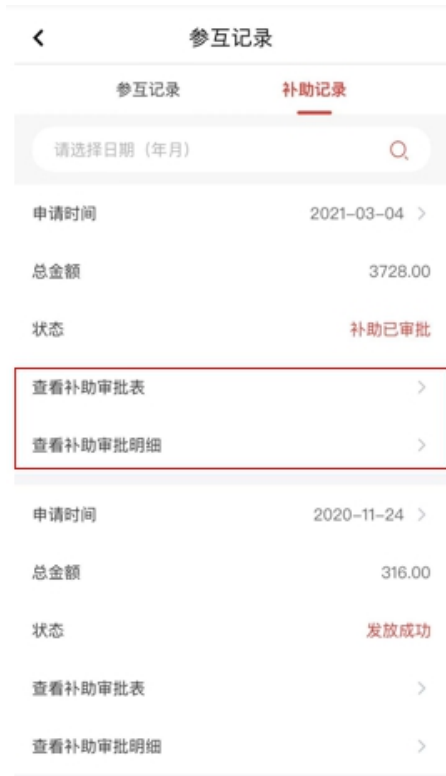 参互记录
参互记录 补助记录
请选择日期（年月）
申请时间 2021-03-04
总金额 3728.00
状态 补助已审批
查看补助审批表
查看补助审批明细
申请时间 2020-11-24
总金额 316.00
状态 发放成功
查看补助审批表
查看补助审批明细